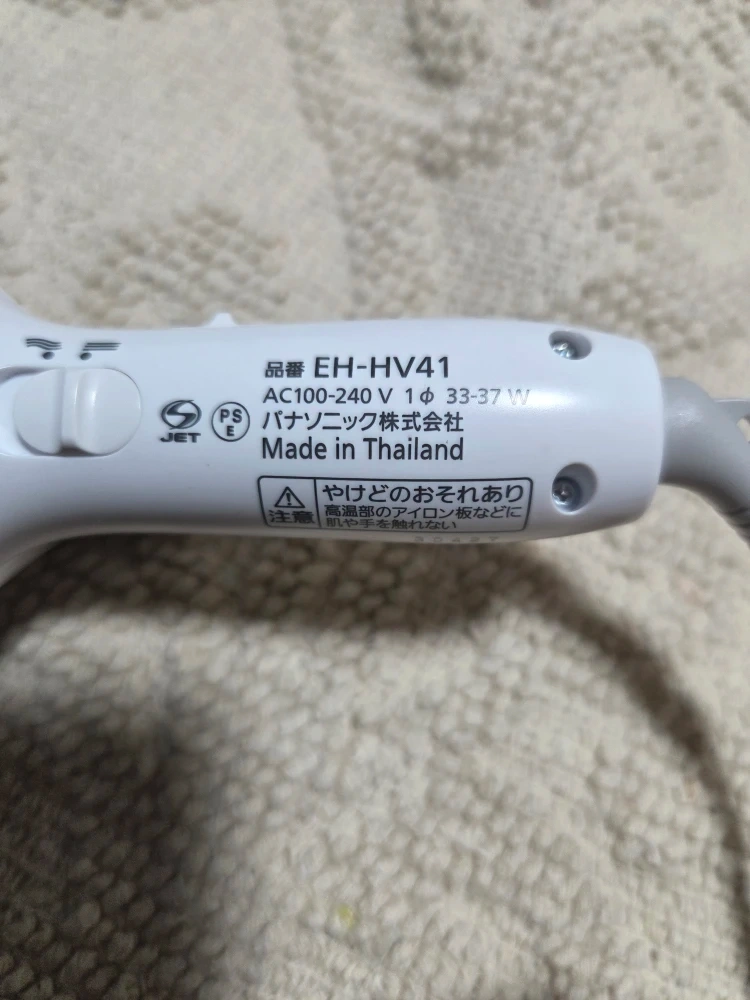 品番 EH-HV41
AC100-240 V 1φ 33-37 W
パナソニック株式会社
Made in Thailand
JET
PS
E
注意
やけどのおそれあり
高温部のアイロン板などに
肌や手を触れない